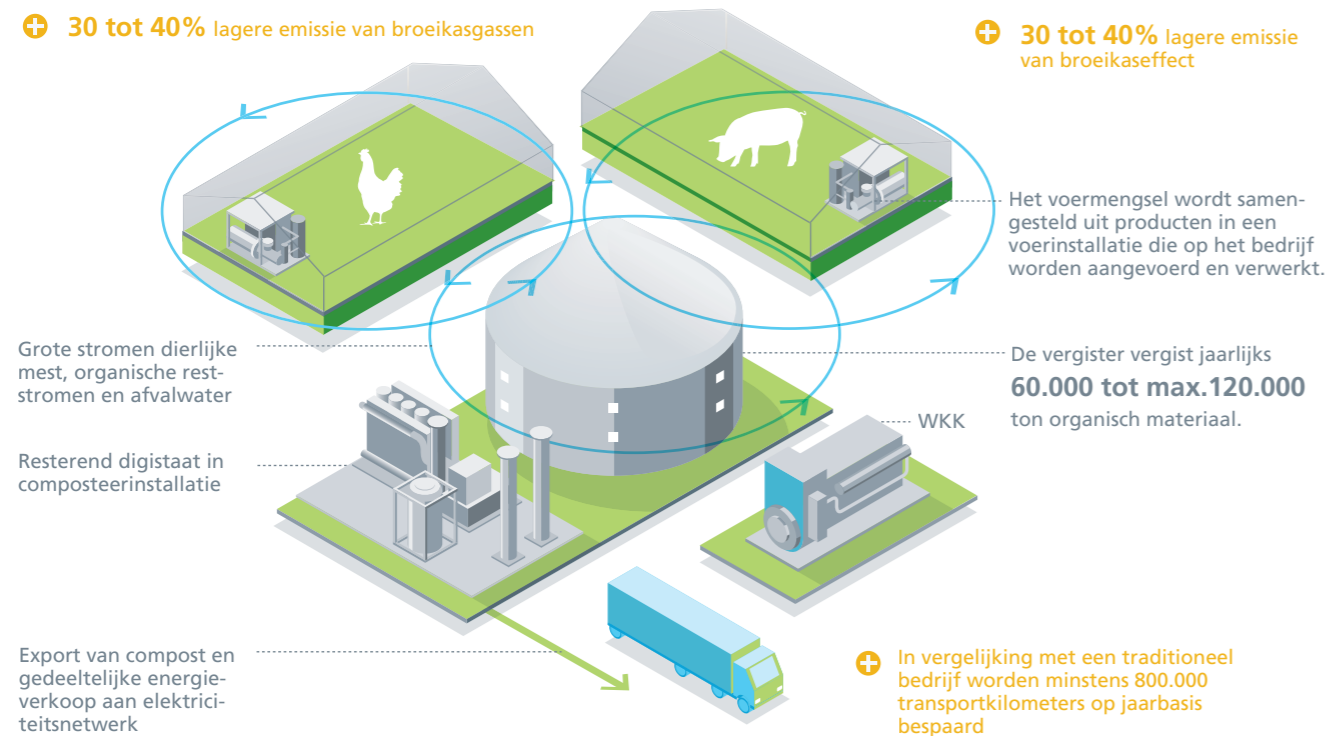 30 tot 40% lagere emissie van broeikasgassen
30 tot 40% lagere emissie
van broeikaseffect
Het voermengsel wordt samen-
gesteld uit producten in een
voerinstallatie die op het bedrijf
worden aangevoerd en verwerkt.
Grote stromen dierlijke
mest, organische rest-
stromen en afvalwater
De vergister vergist jaarlijks
60.000 tot max.120.000
ton organisch materiaal.
WKK
Resterend digistaat in
composteerinstallatie
Export van compost en
gedeeltelijke energie-
verkoop aan elektrici-
teitsnetwerk
In vergelijking met een traditioneel
bedrijf worden minstens 800.000
transportkilometers op jaarbasis
bespaard